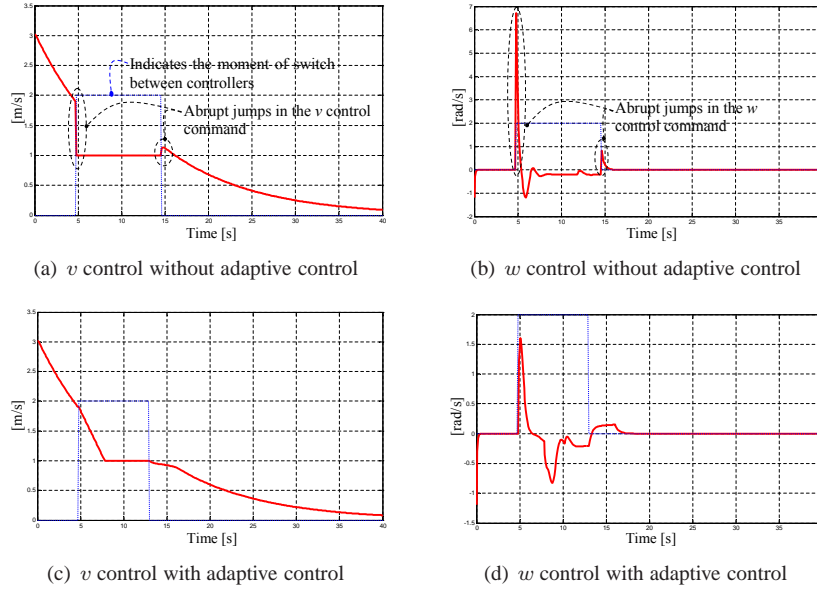 3.5
3
2.5
2
1.5
1
0.5
0
0 5 10 15 20 25 30 35 40
[m/s]
Time [s]
Indicates the moment of switch
between controllers
Abrupt jumps in the v control
command
(a) v control without adaptive control
7
6
5
4
3
2
1
0
-1
-2
0 5 10 15 20 25 30 35
[rad/s]
Time [s]
Abrupt jumps in the w
control command
(b) w control without adaptive control
3.5
3
2.5
2
1.5
1
0.5
0
0 5 10 15 20 25 30 35 40
[m/s]
Time [s]
(c) v control with adaptive control
2
1.5
1
0.5
0
-0.5
-1
-1.5
0 5 10 15 20 25 30 35
[rad/s]
Time [s]
(d) w control with adaptive control